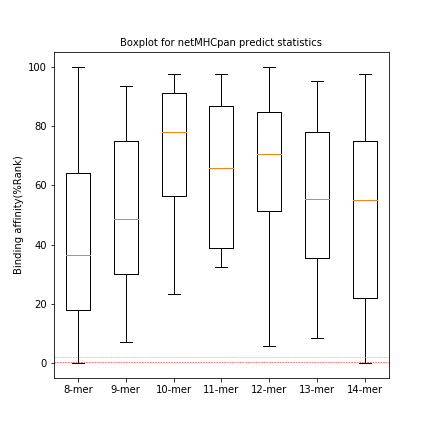 Boxplot for netMHCpan predict statistics
Binding affinity(%Rank)
100
80
60
40
20
0
8-mer 9-mer 10-mer 11-mer 12-mer 13-mer 14-mer